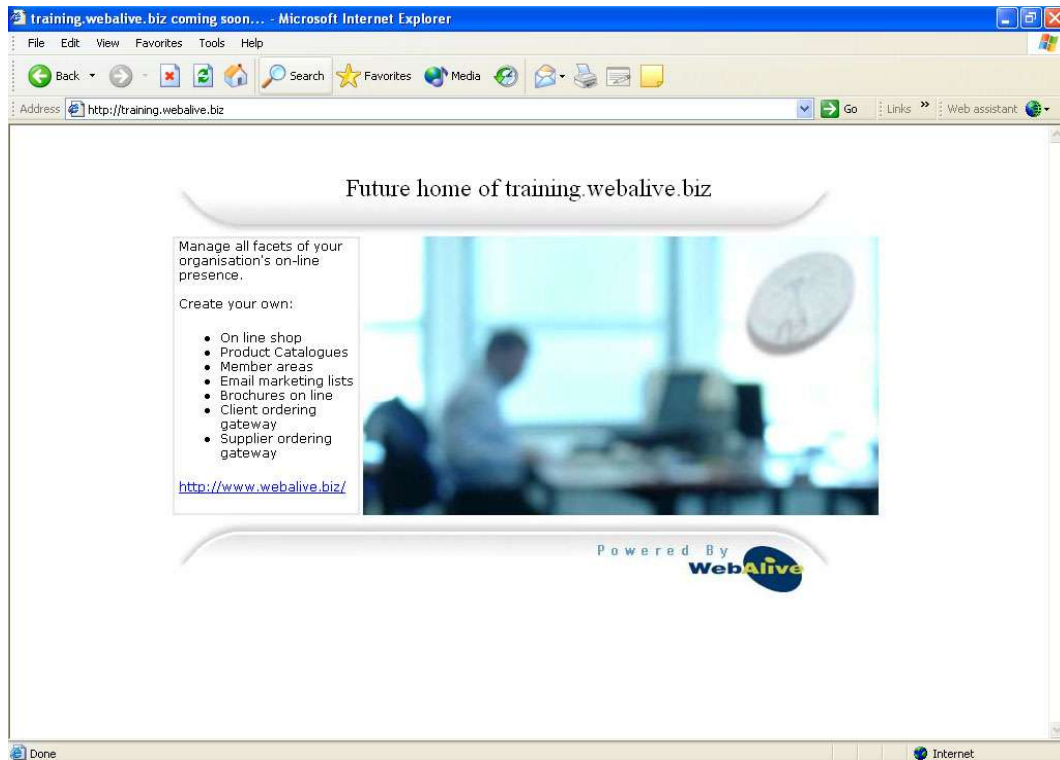 training.webalive.biz coming soon... - Microsoft Internet Explorer
File Edit View Favorites Tools Help
Back Search Favorites Media
Address http://training.webalive.biz Go Links » Web assistant
Future home of training.webalive.biz
Manage all facets of your
organisation's on-line
presence.
Create your own:
• On line shop
• Product Catalogues
• Member areas
• Email marketing lists
• Brochures on line
• Client ordering
gateway
• Supplier ordering
gateway
http://www.webalive.biz/
Powered By
WebAlive
Done Internet